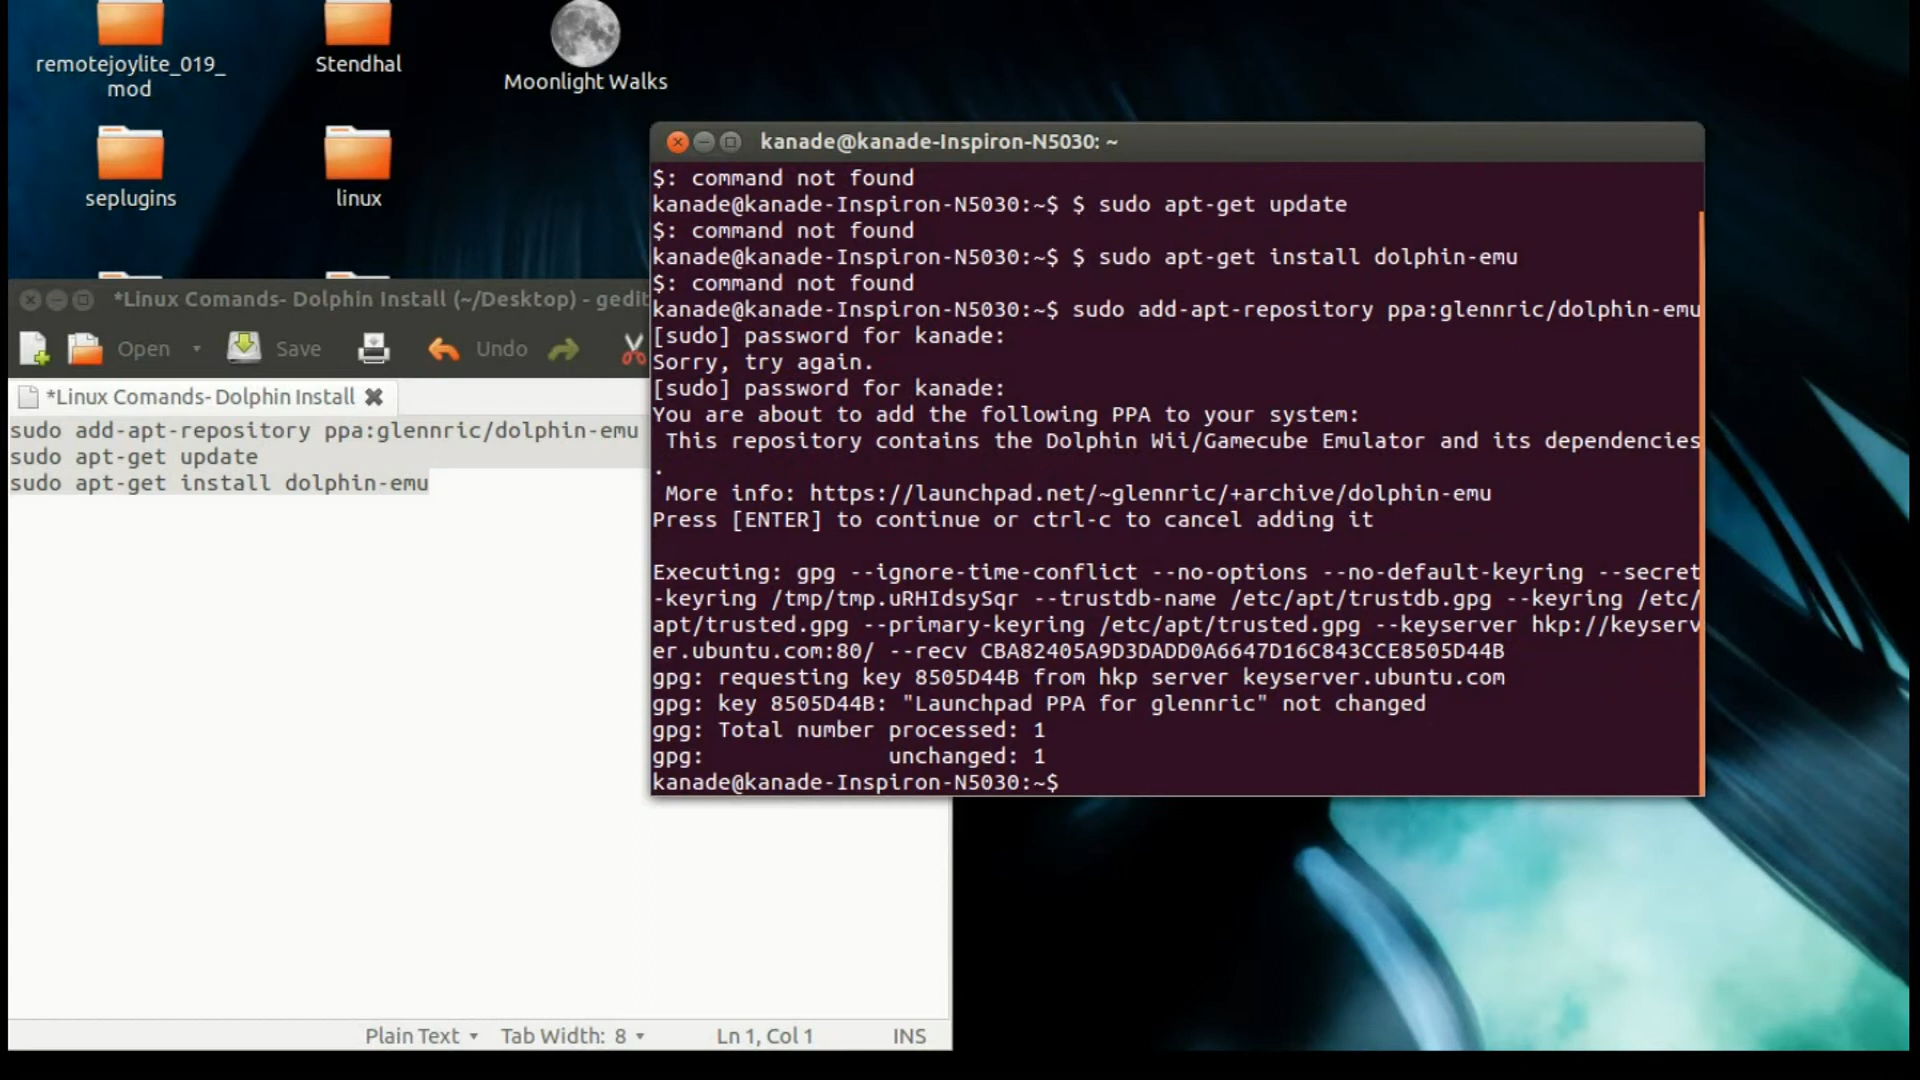 remotejoylite_019_
mod
Stendhal
Moonlight Walks
seplugins
linux
*Linux Comands- Dolphin Install (~/Desktop) - gedit
Open
Save
Undo
*Linux Comands- Dolphin Install
sudo add-apt-repository ppa:glennric/dolphin-emu
sudo apt-get update
sudo apt-get install dolphin-emu
Plain Text
Tab Width: 8
Ln 1, Col 1
INS
kanade@kanade-Inspiron-N5030: ~
$: command not found
kanade@kanade-Inspiron-N5030:~$ $ sudo apt-get update
$: command not found
kanade@kanade-Inspiron-N5030:~$ $ sudo apt-get install dolphin-emu
$: command not found
kanade@kanade-Inspiron-N5030:~$ sudo add-apt-repository ppa:glennric/dolphin-emu
[sudo] password for kanade:
Sorry, try again.
[sudo] password for kanade:
You are about to add the following PPA to your system:
 This repository contains the Dolphin Wii/Gamecube Emulator and its dependencies
.
 More info: https://launchpad.net/~glennric/+archive/dolphin-emu
Press [ENTER] to continue or ctrl-c to cancel adding it
Executing: gpg --ignore-time-conflict --no-options --no-default-keyring --secret
-keyring /tmp/tmp.uRHIdsySqr --trustdb-name /etc/apt/trustdb.gpg --keyring /etc/
apt/trusted.gpg --primary-keyring /etc/apt/trusted.gpg --keyserver hkp://keyserv
er.ubuntu.com:80/ --recv CBA82405A9D3DADD0A6647D16C843CCE8505D44B
gpg: requesting key 8505D44B from hkp server keyserver.ubuntu.com
gpg: key 8505D44B: "Launchpad PPA for glennric" not changed
gpg: Total number processed: 1
gpg:              unchanged: 1
kanade@kanade-Inspiron-N5030:~$